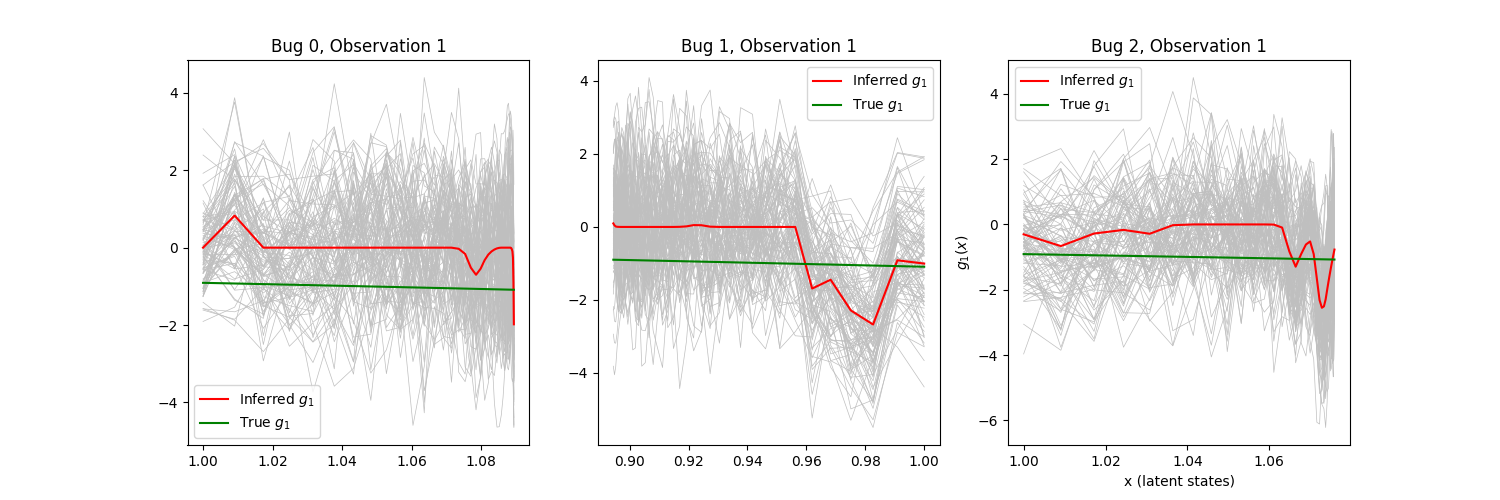 Bug 0, Observation 1
4
2
0
−2
−4
Inferred g₁
True g₁
1.00 1.02 1.04 1.06 1.08
Bug 1, Observation 1
4
2
0
−2
−4
Inferred g₁
True g₁
0.90 0.92 0.94 0.96 0.98 1.00
Bug 2, Observation 1
g₁(x)
4
2
0
−2
−4
−6
Inferred g₁
True g₁
1.00 1.02 1.04 1.06
x (latent states)